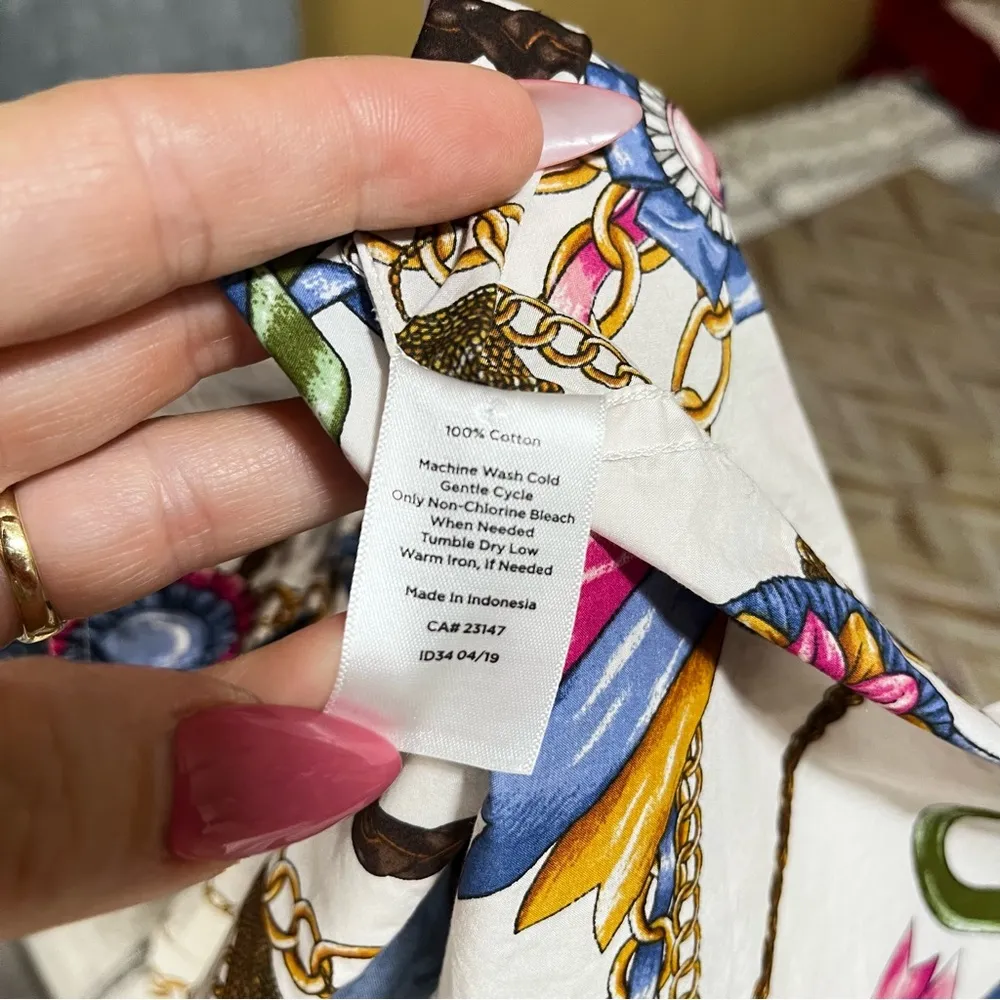 100% Cotton
Machine Wash Cold
Gentle Cycle
Only Non-Chlorine Bleach
When Needed
Tumble Dry Low
Warm Iron, If Needed
Made In Indonesia
CA# 23147
ID34 04/19